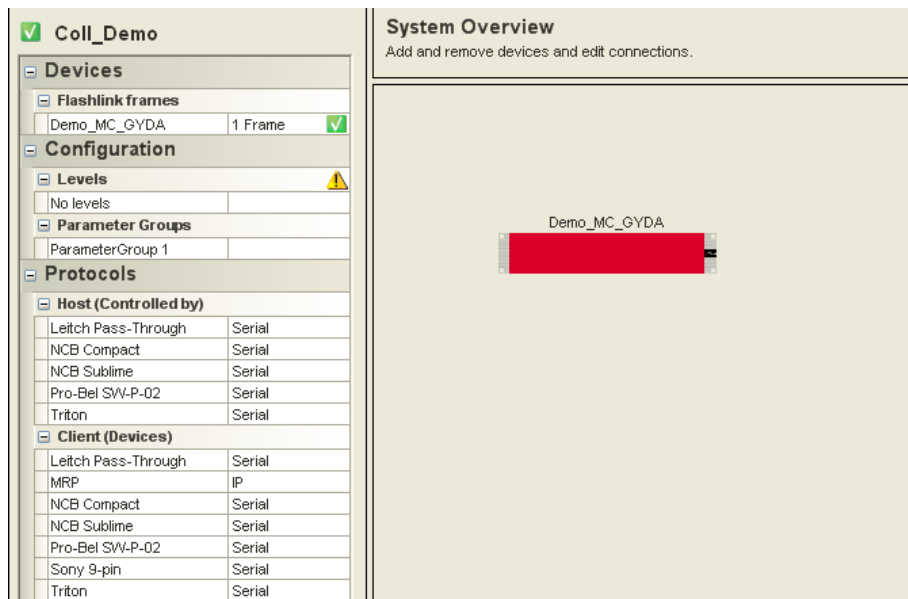 Coll_Demo
Devices
Flashlink frames
Demo_MC_GYDA 1 Frame
Configuration
Levels
No levels
Parameter Groups
ParameterGroup 1
Protocols
Host (Controlled by)
Leitch Pass-Through Serial
NCB Compact Serial
NCB Sublime Serial
Pro-Bel SW-P-02 Serial
Triton Serial
Client (Devices)
Leitch Pass-Through Serial
MRP IP
NCB Compact Serial
NCB Sublime Serial
Pro-Bel SW-P-02 Serial
Sony 9-pin Serial
Triton Serial
System Overview
Add and remove devices and edit connections.
Demo_MC_GYDA